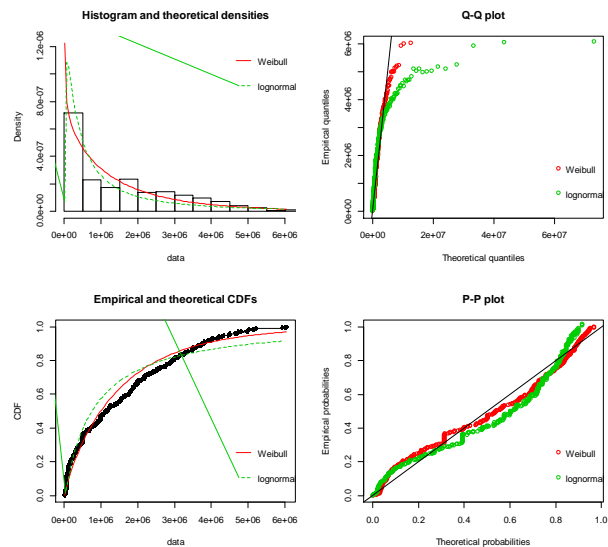 Histogram and theoretical densities
Density
0.0e+00 4.0e-07 8.0e-07 1.2e-06
Weibull
lognormal
0e+00 1e+06 2e+06 3e+06 4e+06 5e+06 6e+06
data
Q-Q plot
Empirical quantiles
0e+00 2e+06 4e+06 6e+06
Weibull
lognormal
0e+00 2e+07 4e+07 6e+07
Theoretical quantiles
Empirical and theoretical CDFs
CDF
0.0 0.2 0.4 0.6 0.8 1.0
Weibull
lognormal
0e+00 1e+06 2e+06 3e+06 4e+06 5e+06 6e+06
data
P-P plot
Empirical probabilities
0.0 0.2 0.4 0.6 0.8 1.0
Weibull
lognormal
0.0 0.2 0.4 0.6 0.8 1.0
Theoretical probabilities